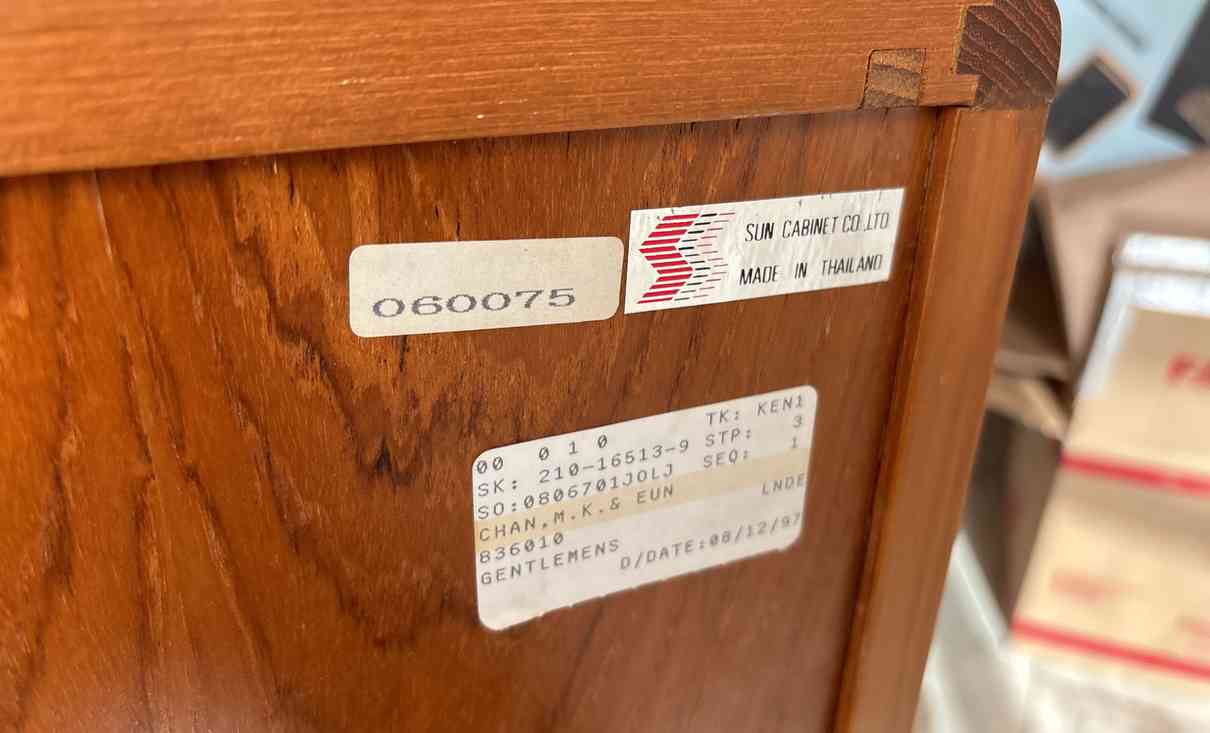 060075
SUN CABINET CO.,LTD
MADE IN THAILAND
00 0 1 0 TK: KEN1
SK: 210-16513-9 STP: 3
SO:0806701JOLJ SEQ: 1
CHAN,M.K.& EUN LNDE
836010
GENTLEMENS D/DATE:08/12/97